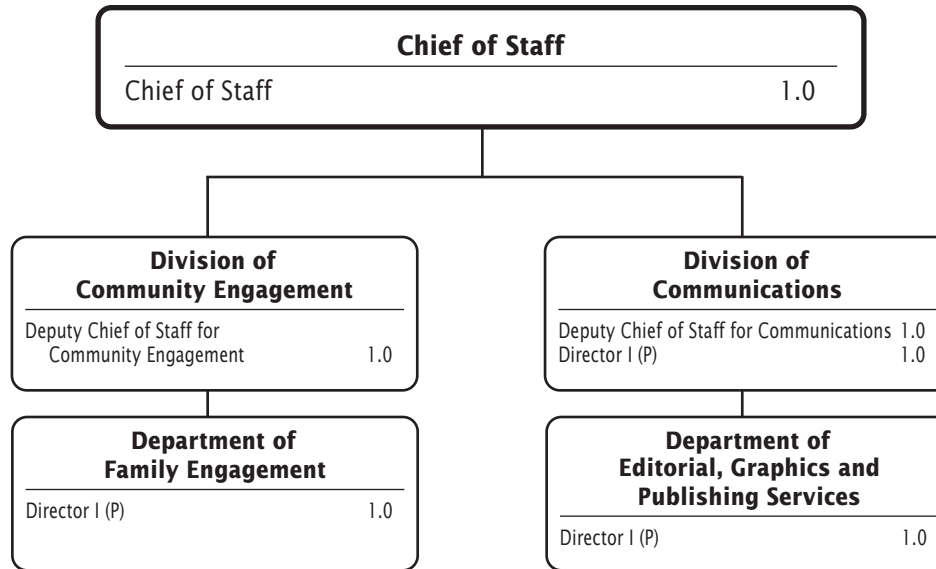 Chief of Staff
Chief of Staff 1.0
Division of
Community Engagement
Deputy Chief of Staff for
Community Engagement 1.0
Division of
Communications
Deputy Chief of Staff for Communications 1.0
Director I (P) 1.0
Department of
Family Engagement
Director I (P) 1.0
Department of
Editorial, Graphics and
Publishing Services
Director I (P) 1.0